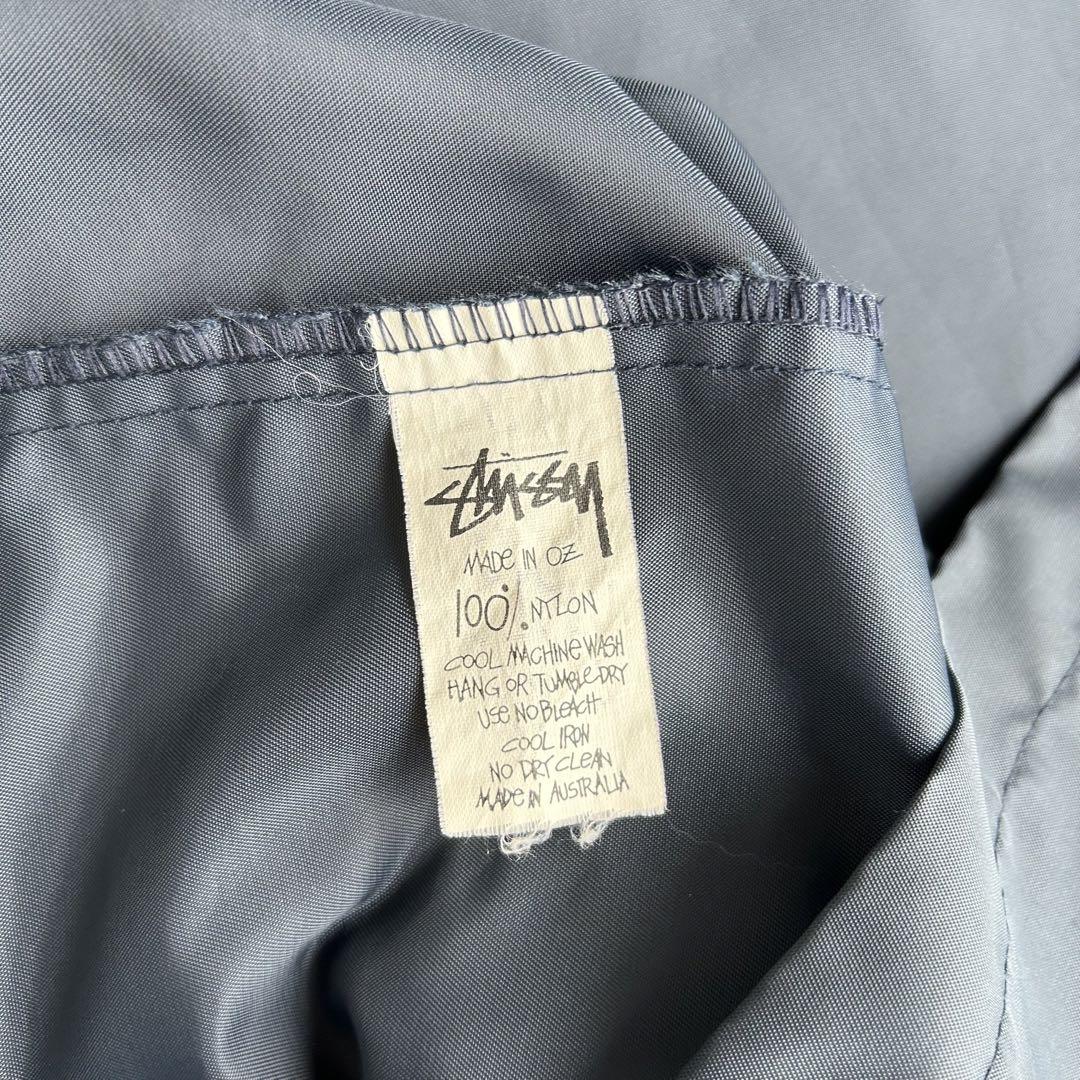 Stüssy
MADE IN OZ
100% NYLON
COOL MACHINE WASH
HANG OR TUMBLE DRY
USE NO BLEACH
COOL IRON
NO DRY CLEAN
MADE IN AUSTRALIA